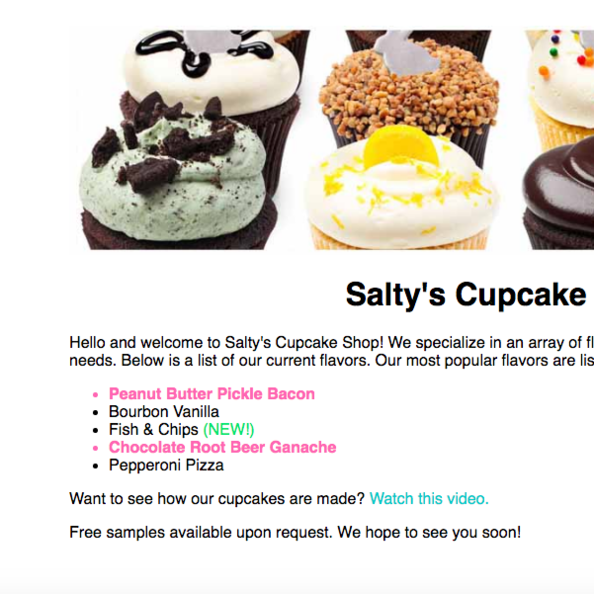 Salty's Cupcake
Hello and welcome to Salty's Cupcake Shop! We specialize in an array of
needs. Below is a list of our current flavors. Our most popular flavors are
• Peanut Butter Pickle Bacon
• Bourbon Vanilla
• Fish & Chips (NEW!)
• Chocolate Root Beer Ganache
• Pepperoni Pizza
Want to see how our cupcakes are made? Watch this video.
Free samples available upon request. We hope to see you soon!